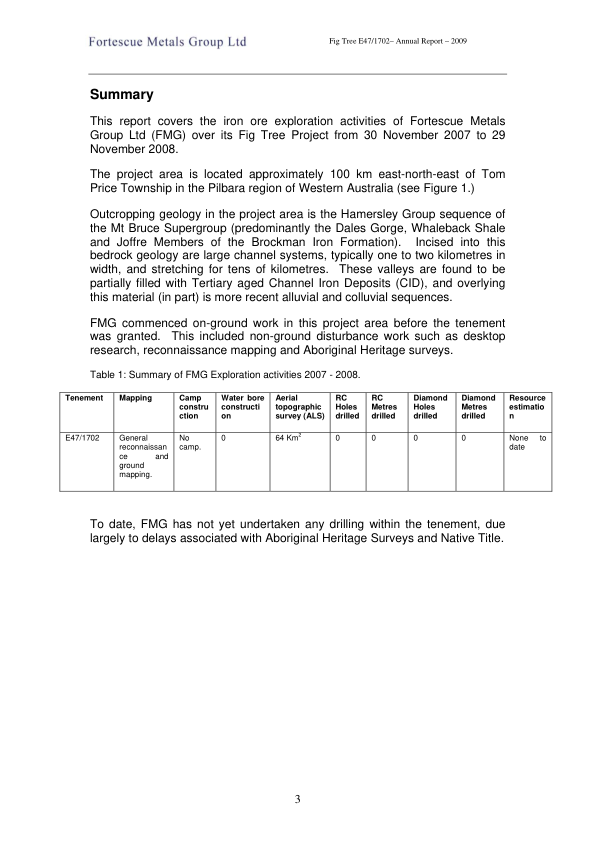 Fortescue Metals Group Ltd
Fig Tree E47/1702– Annual Report – 2009
Summary
This report covers the iron ore exploration activities of Fortescue Metals
Group Ltd (FMG) over its Fig Tree Project from 30 November 2007 to 29
November 2008.
The project area is located approximately 100 km east-north-east of Tom
Price Township in the Pilbara region of Western Australia (see Figure 1.)
Outcropping geology in the project area is the Hamersley Group sequence of
the Mt Bruce Supergroup (predominantly the Dales Gorge, Whaleback Shale
and Joffre Members of the Brockman Iron Formation). Incised into this
bedrock geology are large channel systems, typically one to two kilometres in
width, and stretching for tens of kilometres. These valleys are found to be
partially filled with Tertiary aged Channel Iron Deposits (CID), and overlying
this material (in part) is more recent alluvial and colluvial sequences.
FMG commenced on-ground work in this project area before the tenement
was granted. This included non-ground disturbance work such as desktop
research, reconnaissance mapping and Aboriginal Heritage surveys.
Table 1: Summary of FMG Exploration activities 2007 - 2008.
Tenement Mapping Camp Water bore Aerial RC RC Diamond Diamond Resource
constru constructi topographic Holes Metres Holes Metres estimatio
ction on survey (ALS) drilled drilled drilled drilled n
E47/1702 General No 0 64 Km² 0 0 0 0 None to
reconnaissan camp. date
ce and
ground
mapping.
To date, FMG has not yet undertaken any drilling within the tenement, due
largely to delays associated with Aboriginal Heritage Surveys and Native Title.
3